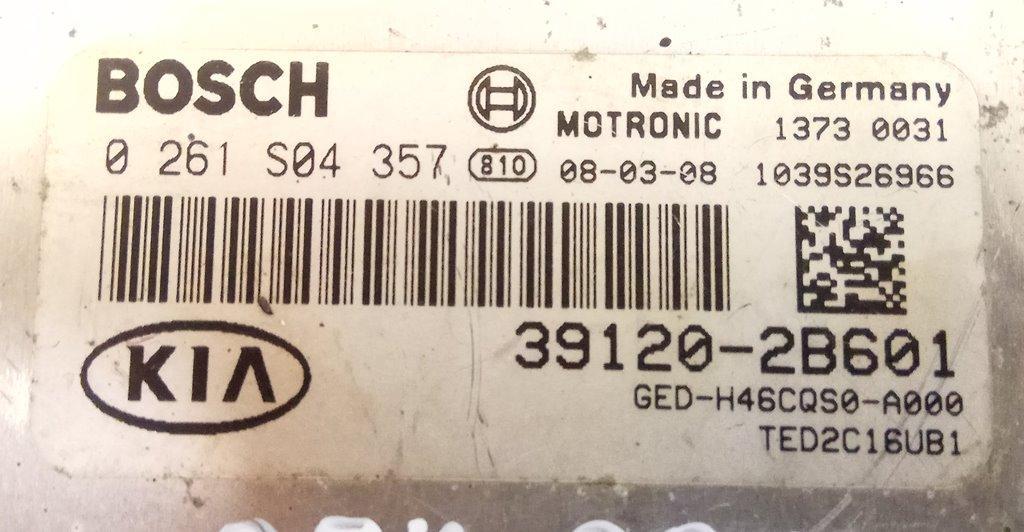 BOSCH
Made in Germany
MOTRONIC 1373 0031
0 261 S04 357 810 08-03-08 1039S26966
KIA
39120-2B601
GED-H46CQS0-A000
TED2C16UB1